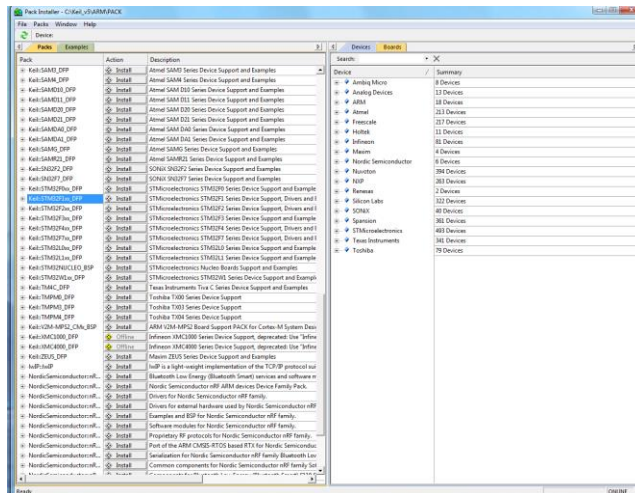 Pack Installer - C:\Keil_v5\ARM\PACK
File Packs Window Help
Device:
Packs Examples
Pack Action Description
Keil::SAM3_DFP Install Atmel SAM3 Series Device Support and Examples
Keil::SAM4_DFP Install Atmel SAM4 Series Device Support and Examples
Keil::SAMD10_DFP Install Atmel SAM D10 Series Device Support and Examples
Keil::SAMD11_DFP Install Atmel SAM D11 Series Device Support and Examples
Keil::SAMD20_DFP Install Atmel SAM D20 Series Device Support and Examples
Keil::SAMD21_DFP Install Atmel SAM D21 Series Device Support and Examples
Keil::SAMDA0_DFP Install Atmel SAM DA0 Series Device Support and Examples
Keil::SAMDA1_DFP Install Atmel SAM DA1 Series Device Support and Examples
Keil::SAMG_DFP Install Atmel SAMG Series Device Support and Examples
Keil::SAMR21_DFP Install Atmel SAMR21 Series Device Support and Examples
Keil::SN32F2_DFP Install SONiX SN32F2 Series Device Support and Examples
Keil::SN32F7_DFP Install SONiX SN32F7 Series Device Support and Examples
Keil::STM32F0xx_DFP Install STMicroelectronics STM32F0 Series Device Support and Example
Keil::STM32F1xx_DFP Install STMicroelectronics STM32F1 Series Device Support, Drivers and
Keil::STM32F2xx_DFP Install STMicroelectronics STM32F2 Series Device Support, Drivers and
Keil::STM32F3xx_DFP Install STMicroelectronics STM32F3 Series Device Support and Example
Keil::STM32F4xx_DFP Install STMicroelectronics STM32F4 Series Device Support, Drivers and
Keil::STM32F7xx_DFP Install STMicroelectronics STM32F7 Series Device Support, Drivers and
Keil::STM32L0xx_DFP Install STMicroelectronics STM32L0 Series Device Support and Example
Keil::STM32L1xx_DFP Install STMicroelectronics STM32L1 Series Device Support and Example
Keil::STM32NUCLEO_BSP Install STMicroelectronics Nucleo Boards Support and Examples
Keil::STM32W1xx_DFP Install STMicroelectronics STM32W1 Series Device Support and Exampl
Keil::TM4C_DFP Install Texas Instruments Tiva C Series Device Support and Examples
Keil::TMPM0_DFP Install Toshiba TX00 Series Device Support
Keil::TMPM3_DFP Install Toshiba TX03 Series Device Support
Keil::TMPM4_DFP Install Toshiba TX04 Series Device Support and Examples
Keil::V2M-MPS2_CMx_BSP Install ARM V2M-MPS2 Board Support PACK for Cortex-M System Desi
Keil::XMC1000_DFP Offline Infineon XMC1000 Series Device Support, deprecated: Use "Infine
Keil::XMC4000_DFP Offline Infineon XMC4000 Series Device Support, deprecated: Use "Infine
Keil::ZEUS_DFP Install Maxim ZEUS Series Device Support and Examples
lwIP::lwIP Install lwIP is a light-weight implementation of the TCP/IP protocol sui
NordicSemiconductor::nR... Install Bluetooth Low Energy (Bluetooth Smart) services and software
NordicSemiconductor::nR... Install Nordic Semiconductor nRF ARM devices Device Family Pack.
NordicSemiconductor::nR... Install Drivers for Nordic Semiconductor nRF family.
NordicSemiconductor::nR... Install Drivers for external hardware used by Nordic Semiconductor nRF
NordicSemiconductor::nR... Install Examples and BSP for Nordic Semiconductor nRF family.
NordicSemiconductor::nR... Install Software modules for Nordic Semiconductor nRF family.
NordicSemiconductor::nR... Install Proprietary RF protocols for Nordic Semiconductor nRF family.
NordicSemiconductor::nR... Install Port of the ARM CMSIS-RTOS based RTX for Nordic Semiconduc
NordicSemiconductor::nR... Install Serialization for Nordic Semiconductor nRF family Bluetooth Lov
NordicSemiconductor::nR... Install Common components for Nordic Semiconductor nRF family Sof
Ready
Devices Boards
Search:
Device Summary
Ambiq Micro 8 Devices
Analog Devices 13 Devices
ARM 18 Devices
Atmel 213 Devices
Freescale 217 Devices
Holtek 11 Devices
Infineon 81 Devices
Maxim 4 Devices
Nordic Semiconductor 6 Devices
Nuvoton 394 Devices
NXP 263 Devices
Renesas 2 Devices
Silicon Labs 322 Devices
SONiX 40 Devices
Spansion 361 Devices
STMicroelectronics 493 Devices
Texas Instruments 341 Devices
Toshiba 79 Devices
ONLINE